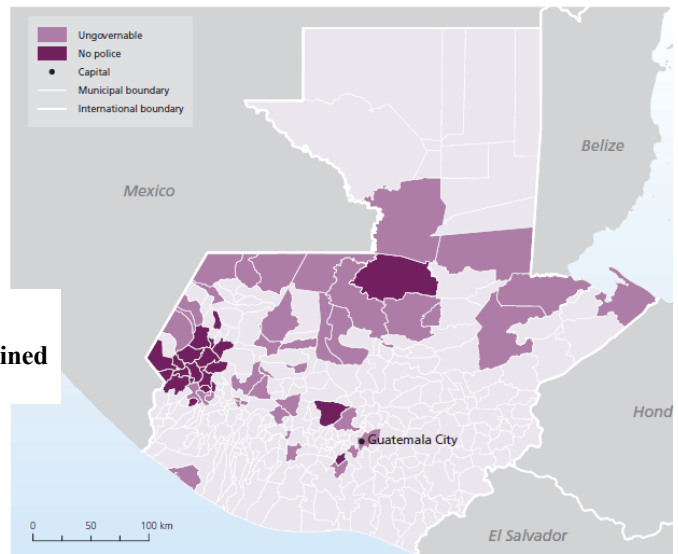 Ungovernable
No police
Capital
Municipal boundary
International boundary
Belize
Mexico
ined
Guatemala City
Hond
0 50 100 km
El Salvador